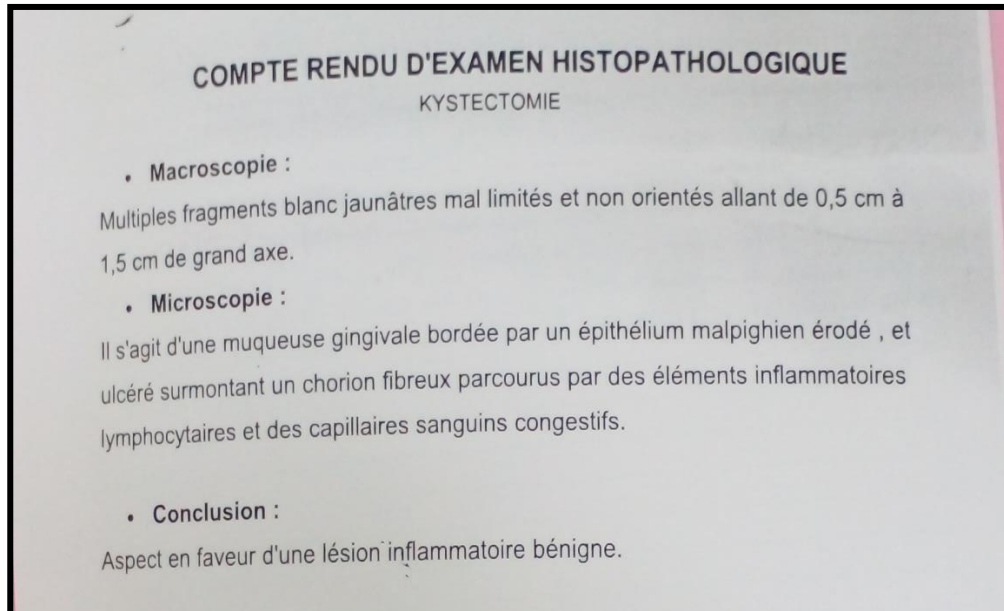 COMPTE RENDU D'EXAMEN HISTOPATHOLOGIQUE
KYSTECTOMIE
• Macroscopie :
Multiples fragments blanc jaunâtres mal limités et non orientés allant de 0,5 cm à
1,5 cm de grand axe.
• Microscopie :
Il s'agit d'une muqueuse gingivale bordée par un épithélium malpighien érodé , et
ulcéré surmontant un chorion fibreux parcourus par des éléments inflammatoires
lymphocytaires et des capillaires sanguins congestifs.
• Conclusion :
Aspect en faveur d'une lésion inflammatoire bénigne.